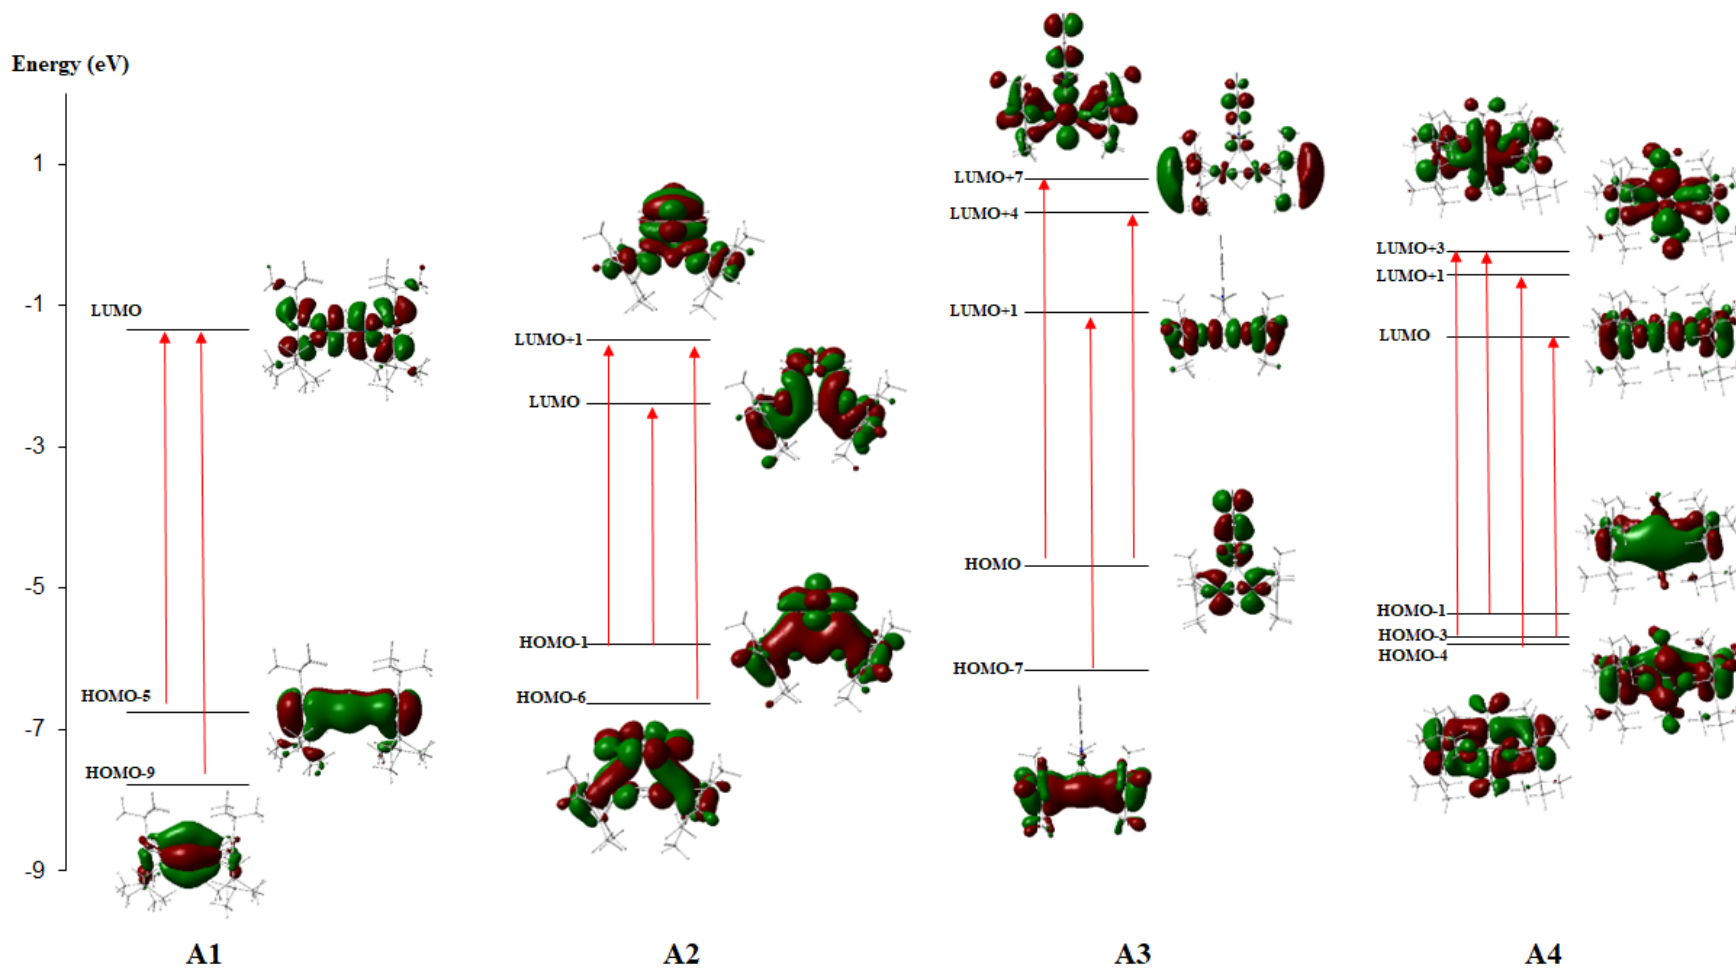 Energy (eV)
1
-1
-3
-5
-7
-9
LUMO
HOMO-5
HOMO-9
A1
LUMO+1
LUMO
HOMO-1
HOMO-6
A2
LUMO+7
LUMO+4
LUMO+1
HOMO
HOMO-7
A3
LUMO+3
LUMO+1
LUMO
HOMO-1
HOMO-3
HOMO-4
A4